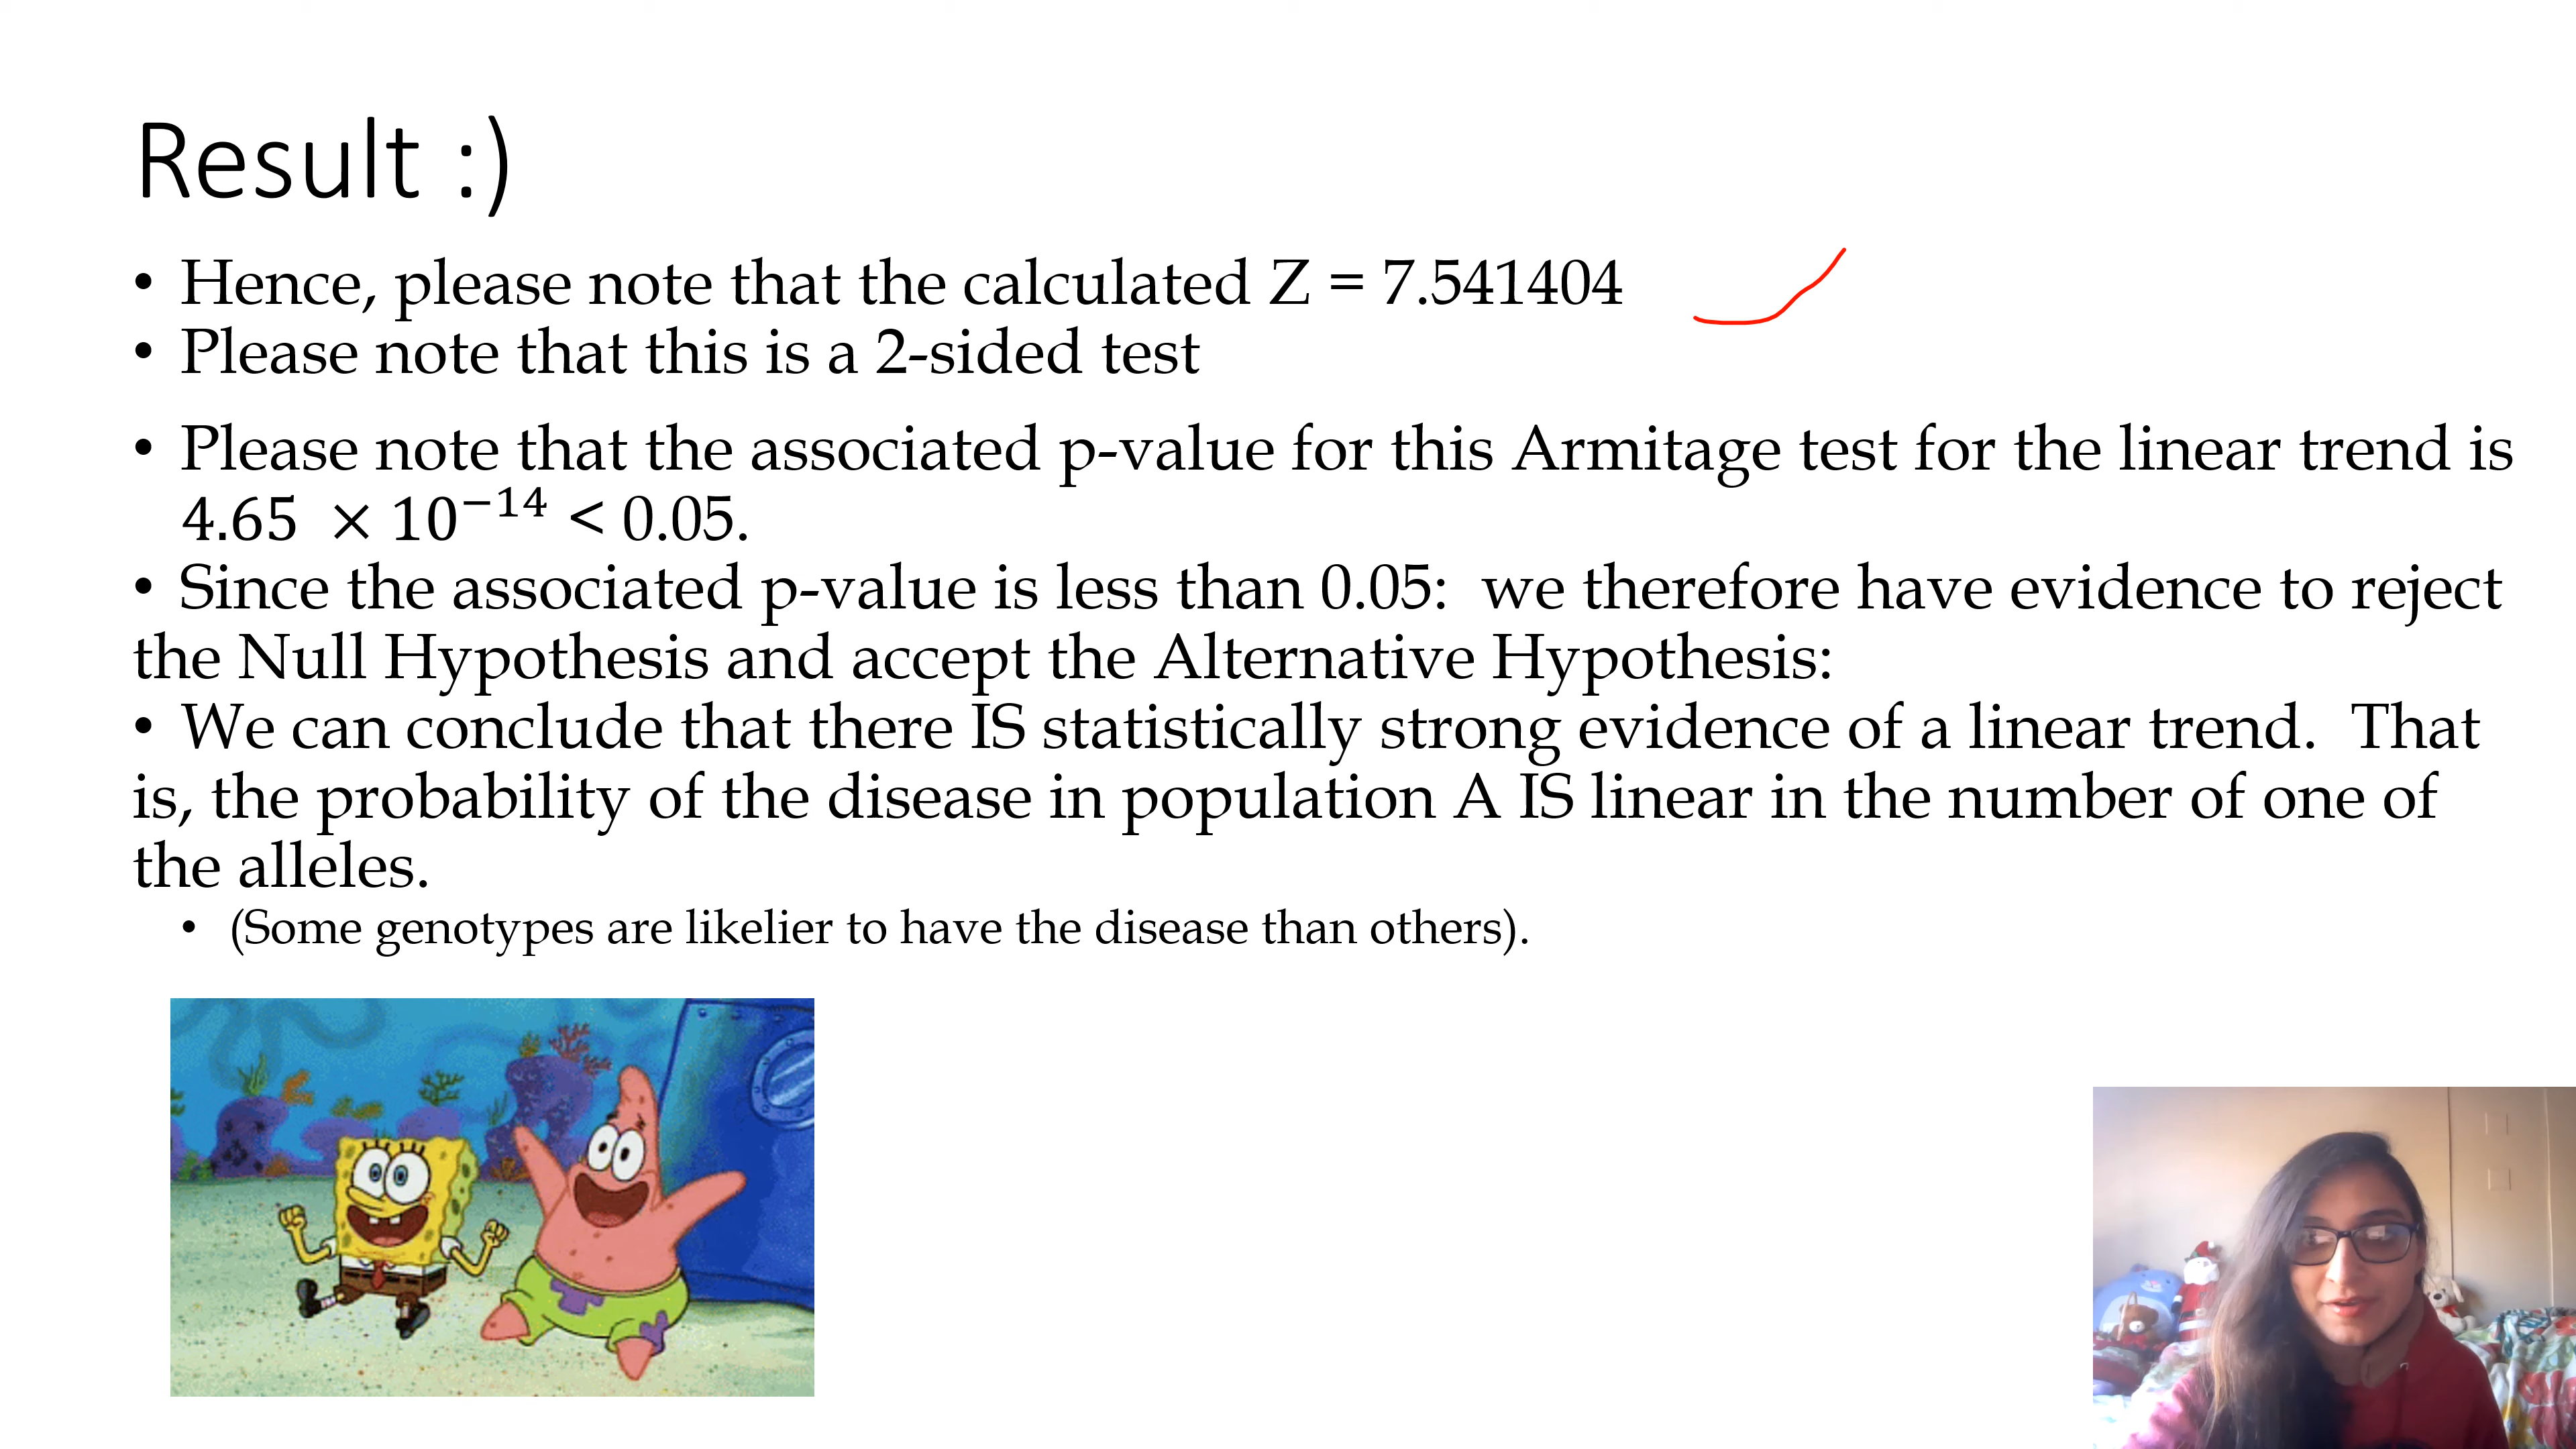 Result :)
• Hence, please note that the calculated Z = 7.541404
• Please note that this is a 2-sided test
• Please note that the associated p-value for this Armitage test for the linear trend is
4.65 × 10⁻¹⁴ < 0.05.
• Since the associated p-value is less than 0.05: we therefore have evidence to reject
the Null Hypothesis and accept the Alternative Hypothesis:
• We can conclude that there IS statistically strong evidence of a linear trend. That
is, the probability of the disease in population A IS linear in the number of one of
the alleles.
• (Some genotypes are likelier to have the disease than others).